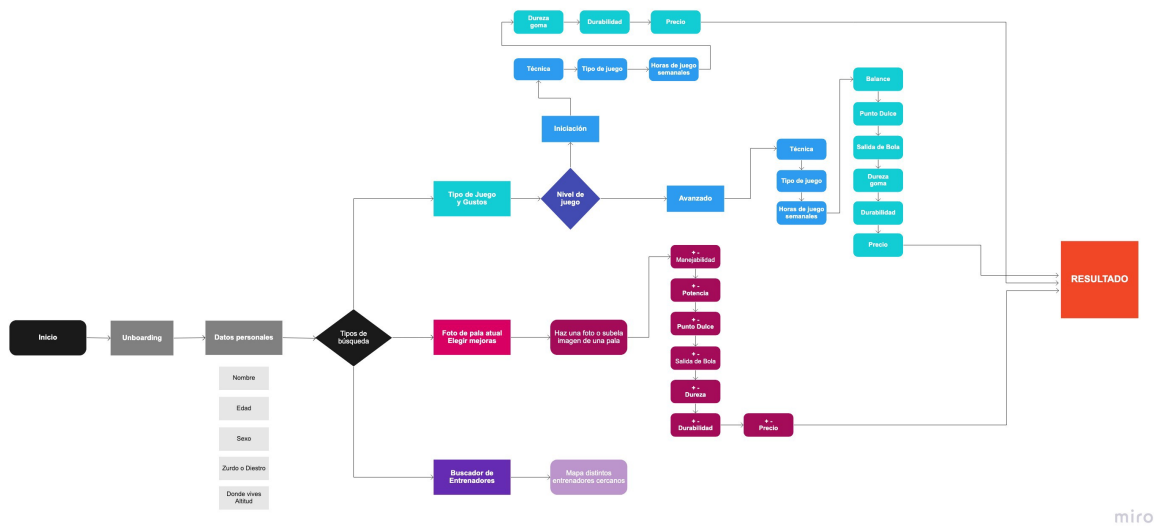 Dureza
goma
Durabilidad
Precio
Técnica
Tipo de juego
Horas de juego
semanales
Iniciación
Tipo de Juego
y Gustos
Nivel de
juego
Avanzado
Técnica
Tipo de juego
Horas de juego
semanales
Balance
Punto Dulce
Salida de Bola
Dureza
goma
Durabilidad
Precio
RESULTADO
Inicio
Unboarding
Datos personales
Nombre
Edad
Sexo
Zurdo o Diestro
Donde vives
Altitud
Tipos de
búsqueda
Foto de pala atual
Elegir mejoras
Haz una foto o subela
imagen de una pala
+ -
Manejabilidad
+ -
Potencia
+ -
Punto Dulce
+ -
Salida de Bola
+ -
Dureza
+ -
Durabilidad
+ -
Precio
Buscador de
Entrenadores
Mapa distintos
entrenadores cercanos
miro